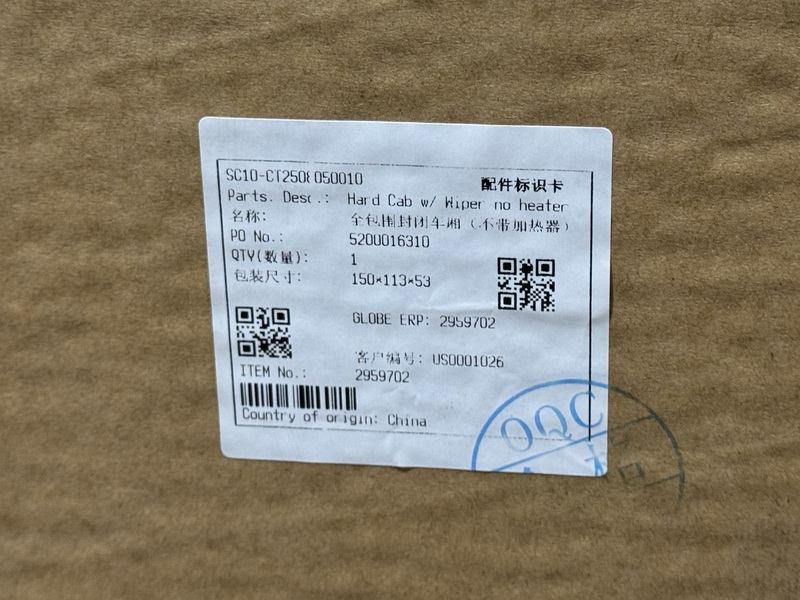 SC10-CT2508050010
配件标识卡
Parts. Desc.: Hard Cab w/ Wiper no heater
名称: 全包围封闭车厢(不带加热器)
PO No.: 5200016310
QTY(数量): 1
包装尺寸: 150*113*53
GLOBE ERP: 2959702
客户编号: US0001026
ITEM No.: 2959702
Country of origin: China
OQC